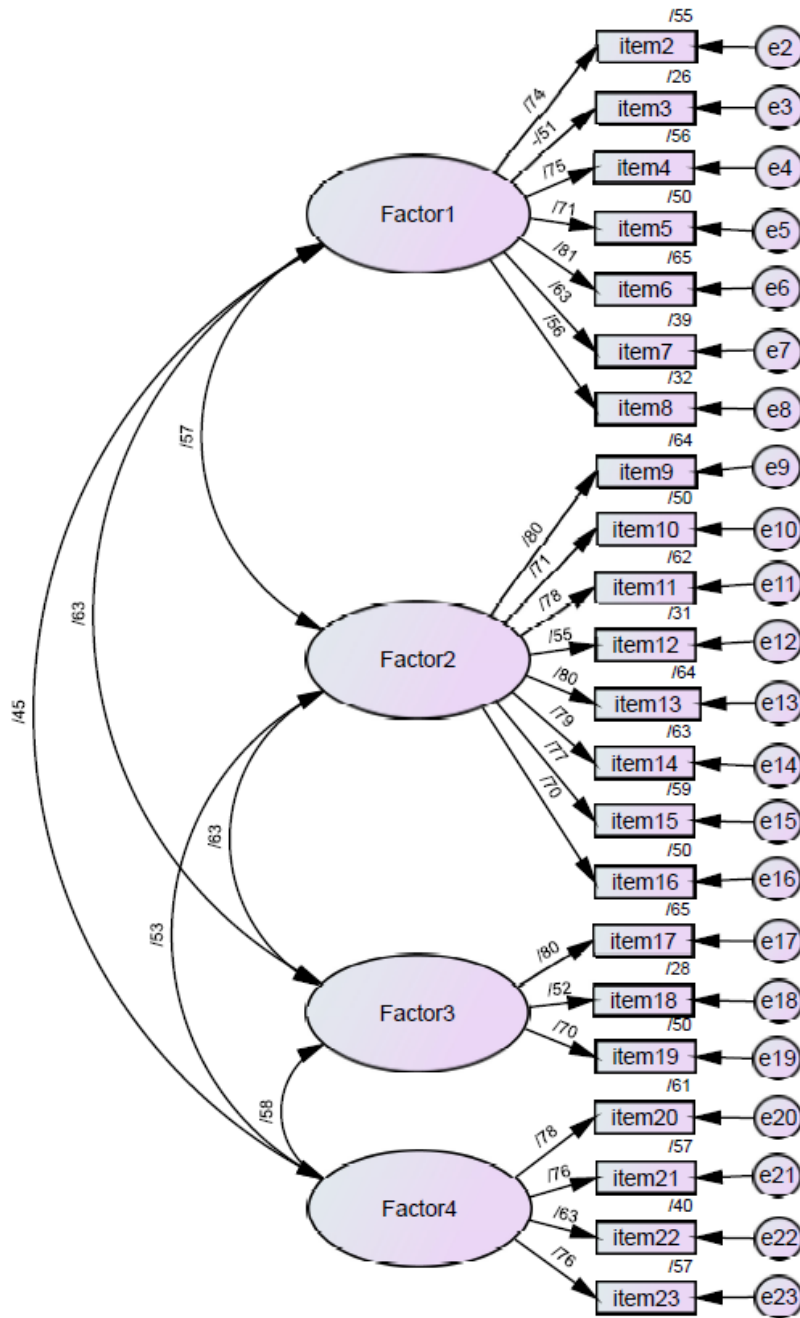 /55
item2
e2
/74
/26
item3
e3
-/51
/56
item4
e4
/75
/50
item5
e5
/71
Factor1
/65
item6
e6
/81
/39
item7
e7
/63
/32
item8
e8
/56
/57
/64
item9
e9
/80
/50
item10
e10
/71
/62
item11
e11
/78
/31
item12
e12
/55
Factor2
/64
item13
e13
/80
/63
item14
e14
/79
/59
item15
e15
/77
/50
item16
e16
/70
/63
/45
/63
/53
/65
item17
e17
/80
/28
item18
e18
/52
Factor3
/50
item19
e19
/70
/58
/61
item20
e20
/78
/57
item21
e21
/76
Factor4
/40
item22
e22
/63
/57
item23
e23
/76